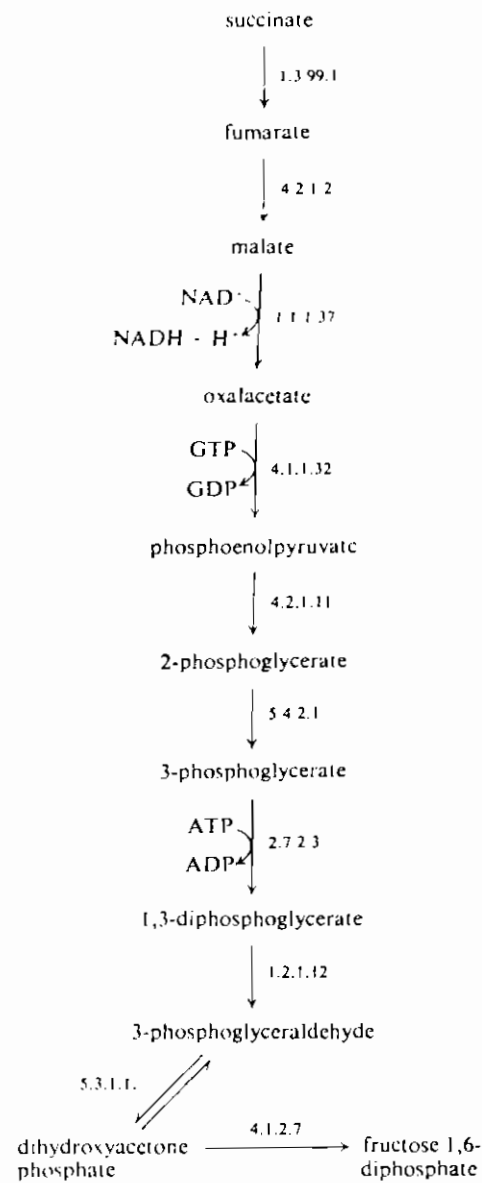 succinate
1.3 99.1
fumarate
4 2 1 2
malate
NAD
1 1 1 37
NADH - H
oxalacetate
GTP
4.1.1.32
GDP
phosphoenolpyruvate
4.2.1.11
2-phosphoglycerate
5 4 2.1
3-phosphoglycerate
ATP
2.7 2 3
ADP
1,3-diphosphoglycerate
1.2.1.12
3-phosphoglyceraldehyde
5.3.1.1.
dihydroxyacetone
phosphate
4.1.2.7
fructose 1,6-
diphosphate